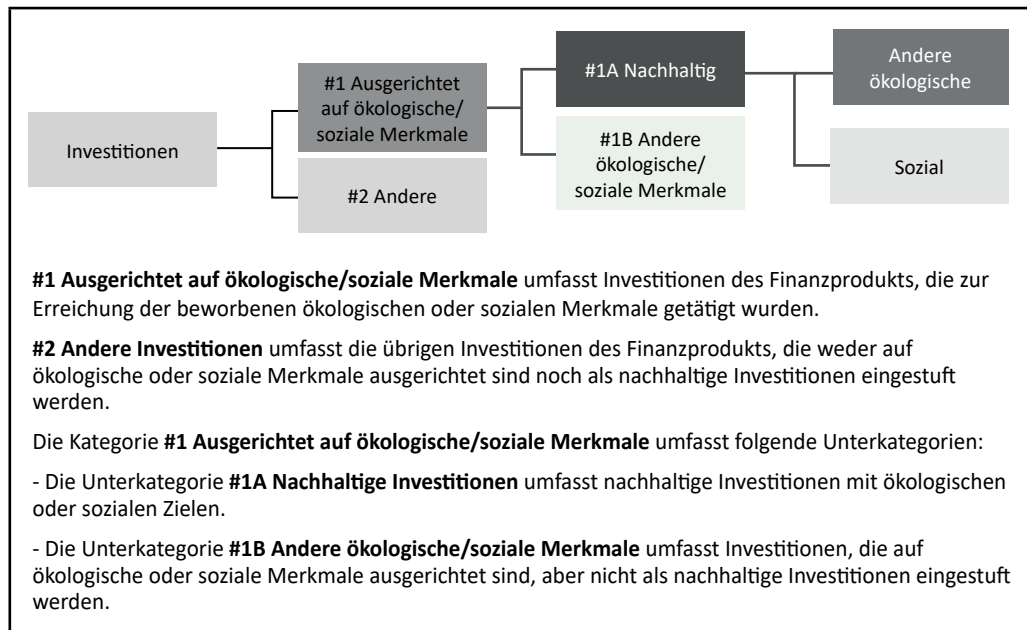 Investitionen
#1 Ausgerichtet
auf ökologische/
soziale Merkmale
#2 Andere
#1A Nachhaltig
#1B Andere
ökologische/
soziale Merkmale
Andere
ökologische
Sozial
#1 Ausgerichtet auf ökologische/soziale Merkmale umfasst Investitionen des Finanzprodukts, die zur
Erreichung der beworbenen ökologischen oder sozialen Merkmale getätigt wurden.
#2 Andere Investitionen umfasst die übrigen Investitionen des Finanzprodukts, die weder auf
ökologische oder soziale Merkmale ausgerichtet sind noch als nachhaltige Investitionen eingestuft
werden.
Die Kategorie #1 Ausgerichtet auf ökologische/soziale Merkmale umfasst folgende Unterkategorien:
- Die Unterkategorie #1A Nachhaltige Investitionen umfasst nachhaltige Investitionen mit ökologischen
oder sozialen Zielen.
- Die Unterkategorie #1B Andere ökologische/soziale Merkmale umfasst Investitionen, die auf
ökologische oder soziale Merkmale ausgerichtet sind, aber nicht als nachhaltige Investitionen eingestuft
werden.